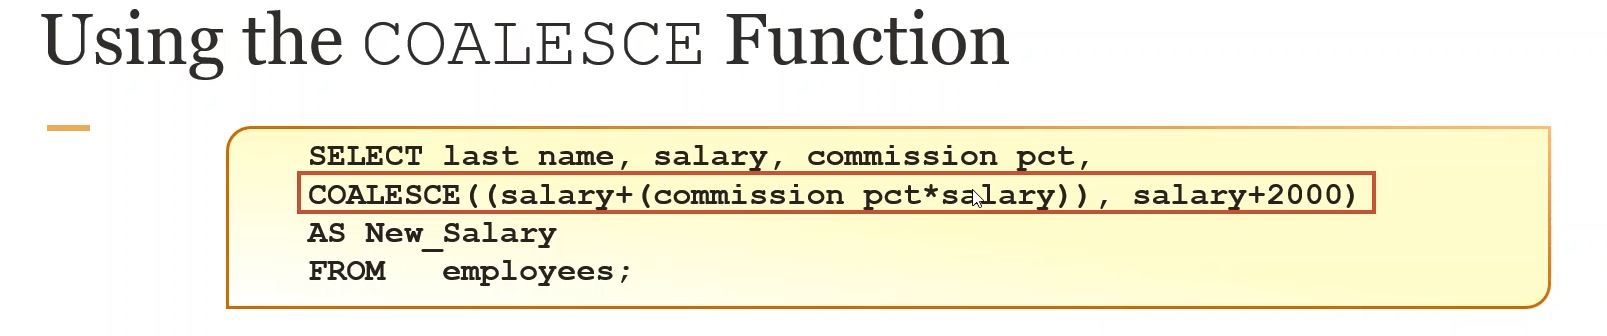 Using the COALESCE Function
SELECT last name, salary, commission pct,
COALESCE((salary+(commission pct*salary)), salary+2000)
AS New_Salary
FROM   employees;